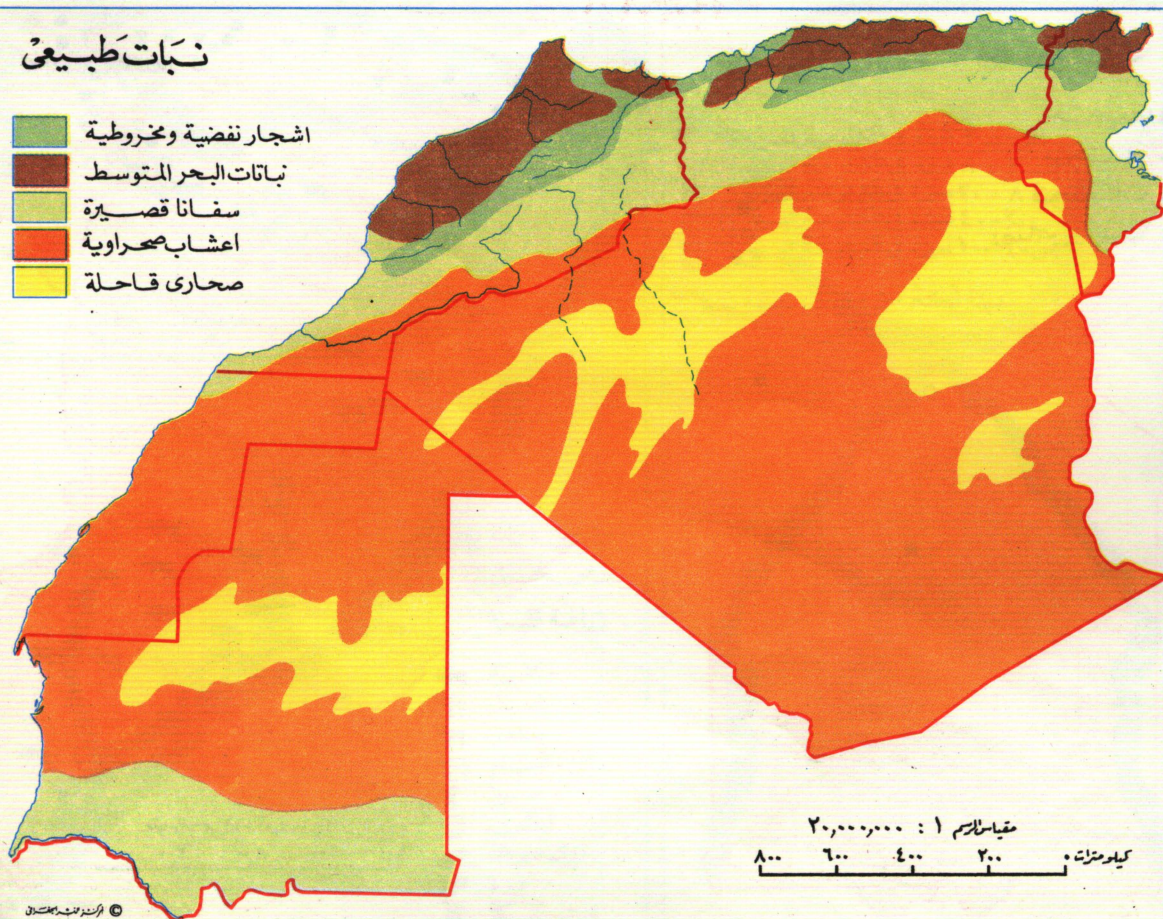 نبات طبيعي
اشجار نفضية ومخروطية
نباتات البحر المتوسط
سفانا قصيرة
اعشاب صحراوية
صحارى قاحلة
مقياس الرسم ١ : ٢٠,٠٠٠,٠٠٠
كيلومترات ٠ ٢٠٠ ٤٠٠ ٦٠٠ ٨٠٠
©